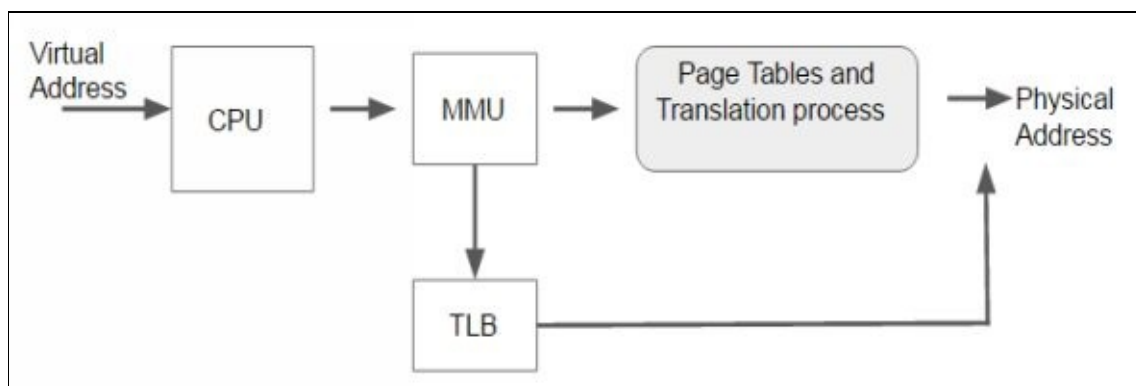 Virtual
Address
CPU
MMU
Page Tables and
Translation process
Physical
Address
TLB